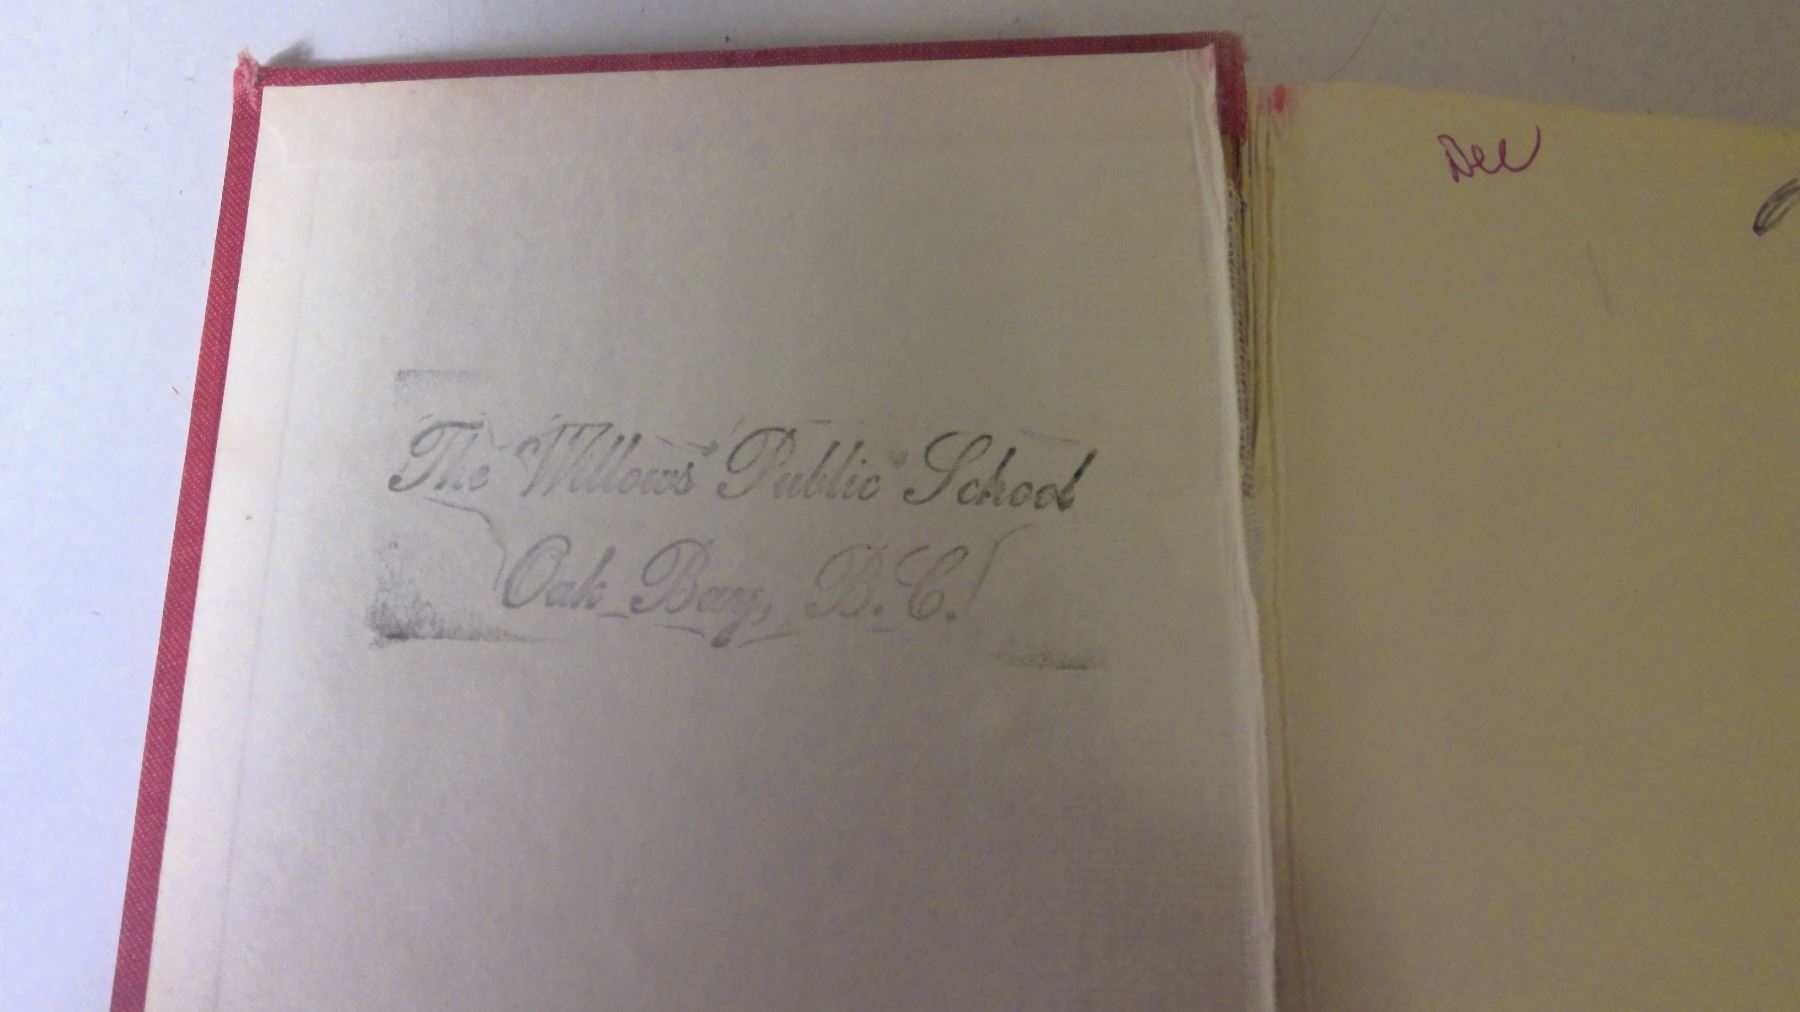 The Willows Public School
Oak Bay, B.C.